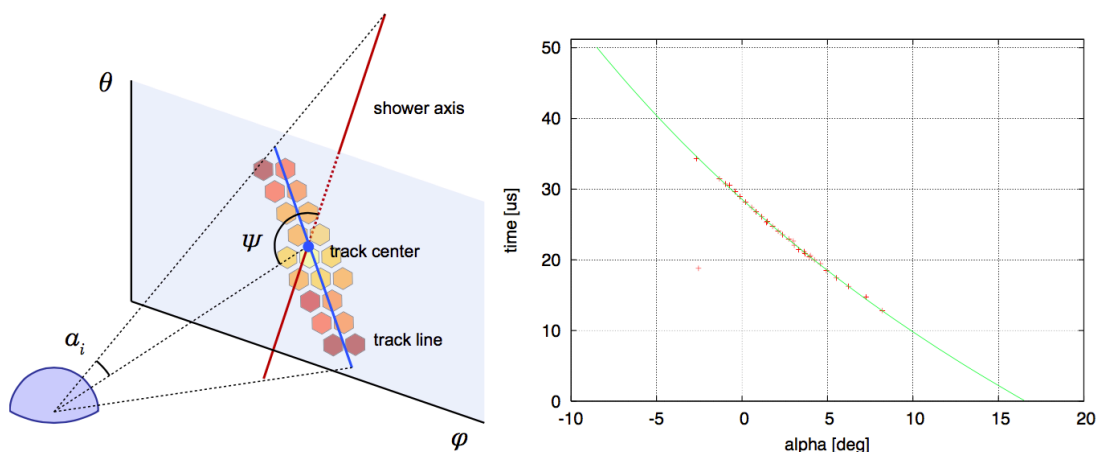 θ
shower axis
Ψ
track center
α_i
track line
φ
time [us]
50
40
30
20
10
0
-10
-5
0
5
10
15
20
alpha [deg]